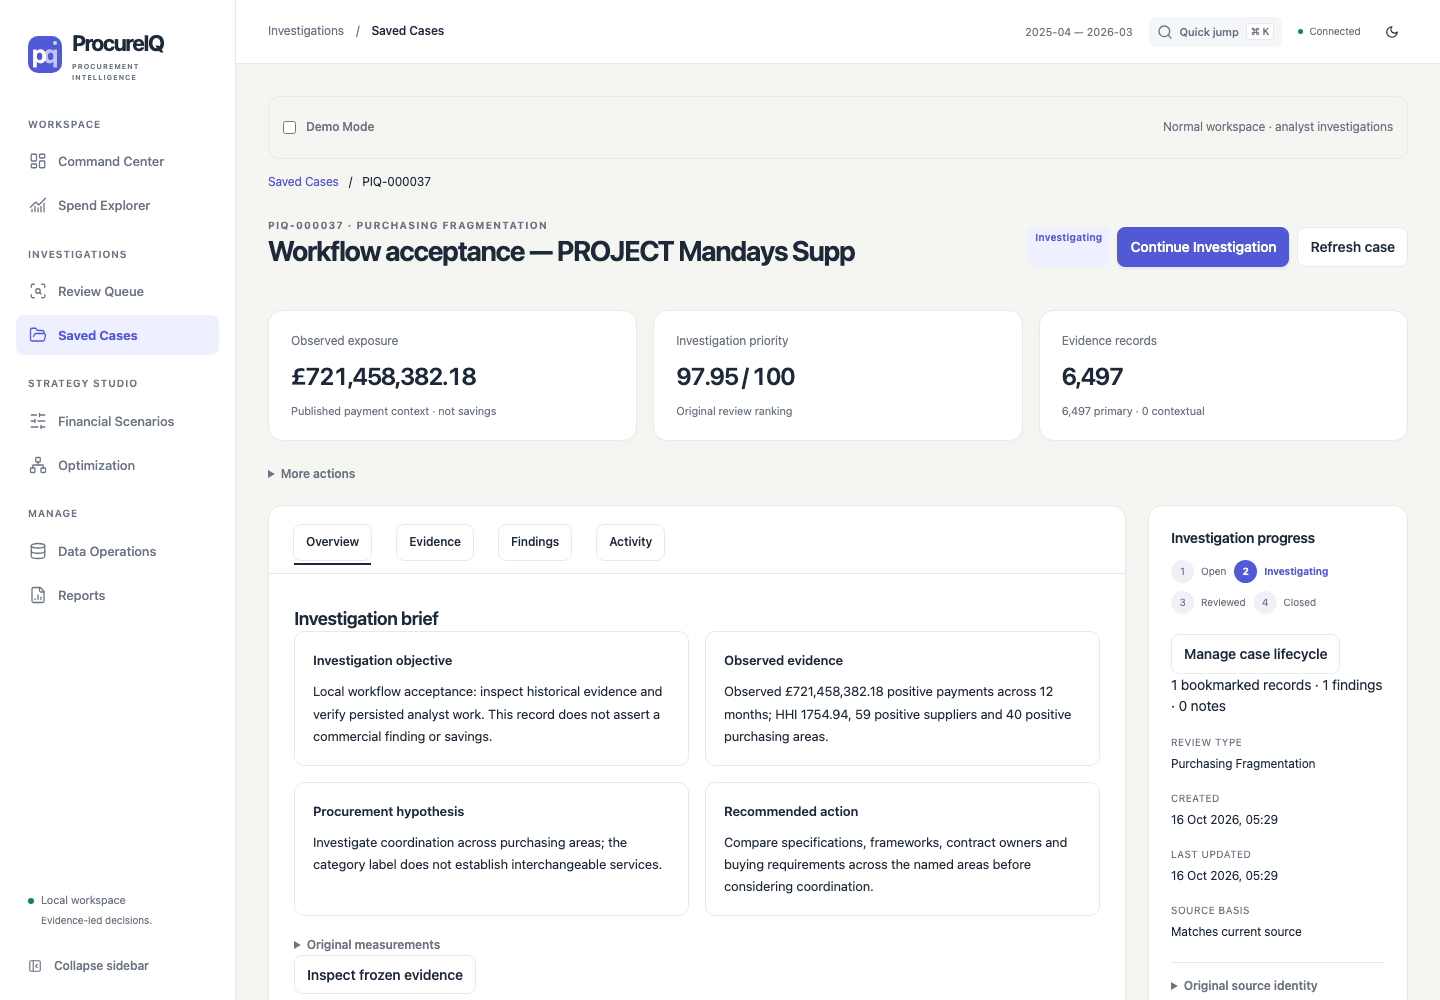 pq
ProcureIQ
PROCUREMENT
INTELLIGENCE
WORKSPACE
Command Center
Spend Explorer
INVESTIGATIONS
Review Queue
Saved Cases
STRATEGY STUDIO
Financial Scenarios
Optimization
MANAGE
Data Operations
Reports
Local workspace
Evidence-led decisions.
Collapse sidebar
Investigations / Saved Cases
2025-04 — 2026-03
Quick jump ⌘ K
Connected
Demo Mode
Normal workspace · analyst investigations
Saved Cases / PIQ-000037
PIQ-000037 · PURCHASING FRAGMENTATION
Workflow acceptance — PROJECT Mandays Supp
Investigating
Continue Investigation
Refresh case
Observed exposure
£721,458,382.18
Published payment context · not savings
Investigation priority
97.95 / 100
Original review ranking
Evidence records
6,497
6,497 primary · 0 contextual
More actions
Overview
Evidence
Findings
Activity
Investigation brief
Investigation objective
Local workflow acceptance: inspect historical evidence and
verify persisted analyst work. This record does not assert a
commercial finding or savings.
Observed evidence
Observed £721,458,382.18 positive payments across 12
months; HHI 1754.94, 59 positive suppliers and 40 positive
purchasing areas.
Procurement hypothesis
Investigate coordination across purchasing areas; the
category label does not establish interchangeable services.
Recommended action
Compare specifications, frameworks, contract owners and
buying requirements across the named areas before
considering coordination.
Original measurements
Inspect frozen evidence
Investigation progress
1 Open 2 Investigating
3 Reviewed 4 Closed
Manage case lifecycle
1 bookmarked records · 1 findings
· 0 notes
REVIEW TYPE
Purchasing Fragmentation
CREATED
16 Oct 2026, 05:29
LAST UPDATED
16 Oct 2026, 05:29
SOURCE BASIS
Matches current source
Original source identity